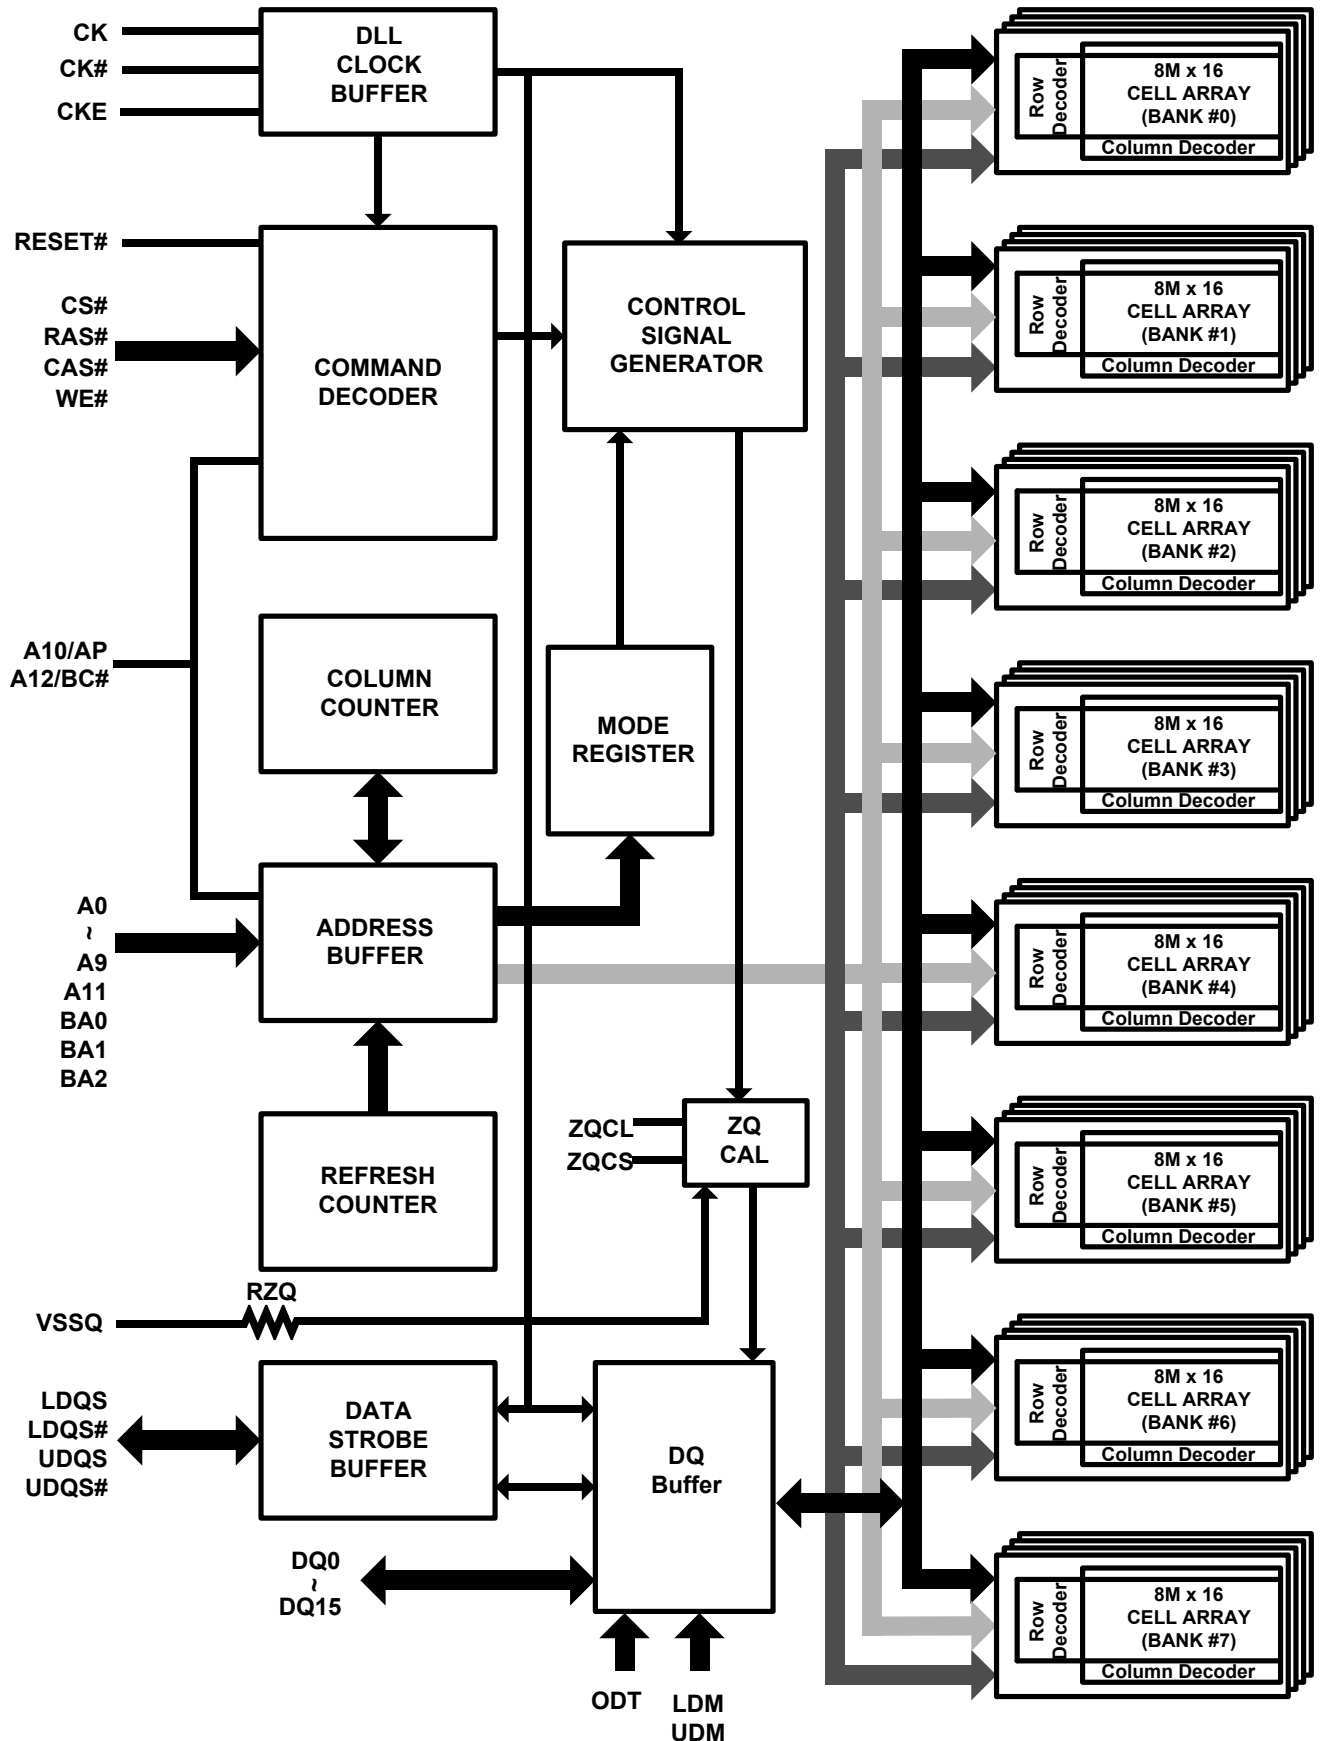 CK
CK#
CKE
DLL
CLOCK
BUFFER
RESET#
CS#
RAS#
CAS#
WE#
COMMAND
DECODER
CONTROL
SIGNAL
GENERATOR
A10/AP
A12/BC#
COLUMN
COUNTER
MODE
REGISTER
A0
~
A9
A11
BA0
BA1
BA2
ADDRESS
BUFFER
REFRESH
COUNTER
ZQCL
ZQCS
ZQ
CAL
RZQ
VSSQ
LDQS
LDQS#
UDQS
UDQS#
DATA
STROBE
BUFFER
DQ
Buffer
DQ0
~
DQ15
ODT
LDM
UDM
Row
Decoder
8M x 16
CELL ARRAY
(BANK #0)
Column Decoder
Row
Decoder
8M x 16
CELL ARRAY
(BANK #1)
Column Decoder
Row
Decoder
8M x 16
CELL ARRAY
(BANK #2)
Column Decoder
Row
Decoder
8M x 16
CELL ARRAY
(BANK #3)
Column Decoder
Row
Decoder
8M x 16
CELL ARRAY
(BANK #4)
Column Decoder
Row
Decoder
8M x 16
CELL ARRAY
(BANK #5)
Column Decoder
Row
Decoder
8M x 16
CELL ARRAY
(BANK #6)
Column Decoder
Row
Decoder
8M x 16
CELL ARRAY
(BANK #7)
Column Decoder